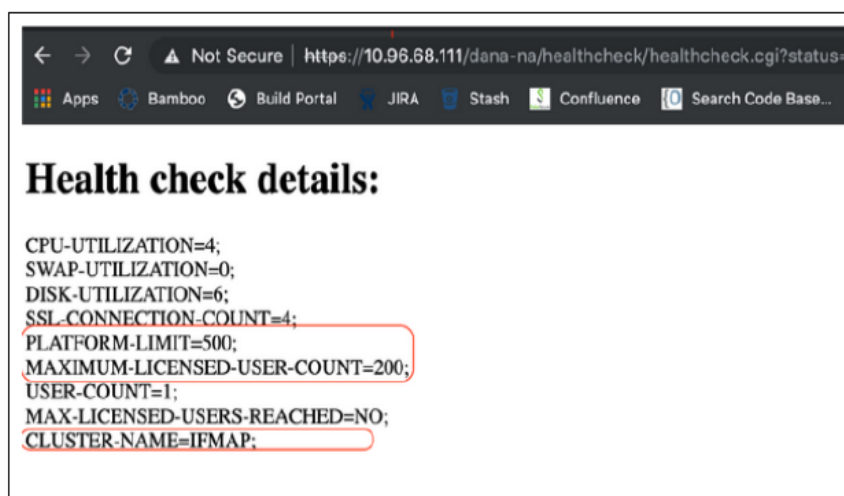 Not Secure | https://10.96.68.111/dana-na/healthcheck/healthcheck.cgi?status=
Apps Bamboo Build Portal JIRA Stash Confluence Search Code Base...
Health check details:
CPU-UTILIZATION=4;
SWAP-UTILIZATION=0;
DISK-UTILIZATION=6;
SSL-CONNECTION-COUNT=4;
PLATFORM-LIMIT=500;
MAXIMUM-LICENSED-USER-COUNT=200;
USER-COUNT=1;
MAX-LICENSED-USERS-REACHED=NO;
CLUSTER-NAME=IFMAP;